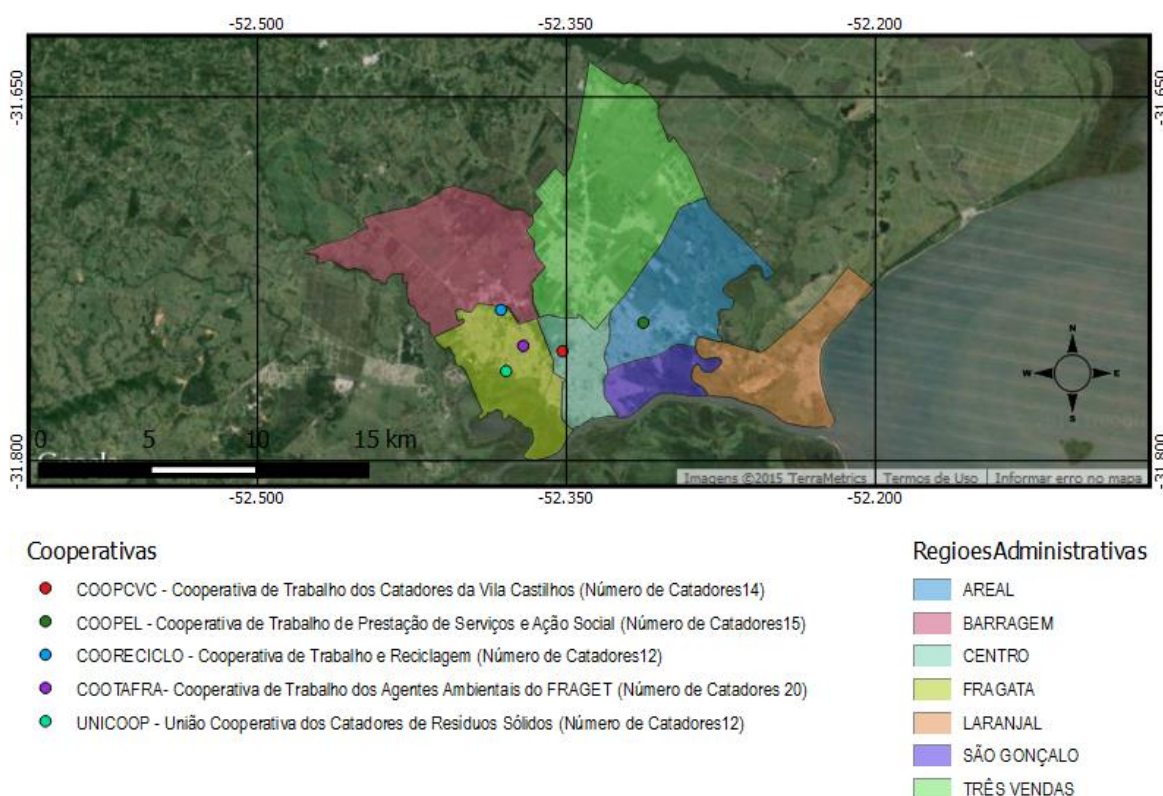 -52.500 -52.350 -52.200
-31.650 -31.650
N
W E
S
0 5 10 15 km
Google
-31.800 -31.800
Imagens ©2015 TerraMetrics Termos de Uso Informar erro no mapa
-52.500 -52.350 -52.200
Cooperativas
COOPCVC - Cooperativa de Trabalho dos Catadores da Vila Castilhos (Número de Catadores14)
COOPEL - Cooperativa de Trabalho de Prestação de Serviços e Ação Social (Número de Catadores15)
COORECICLO - Cooperativa de Trabalho e Reciclagem (Número de Catadores12)
COOTAFRA- Cooperativa de Trabalho dos Agentes Ambientais do FRAGET (Número de Catadores 20)
UNICOOP - União Cooperativa dos Catadores de Resíduos Sólidos (Número de Catadores12)
RegioesAdministrativas
AREAL
BARRAGEM
CENTRO
FRAGATA
LARANJAL
SÃO GONÇALO
TRÊS VENDAS